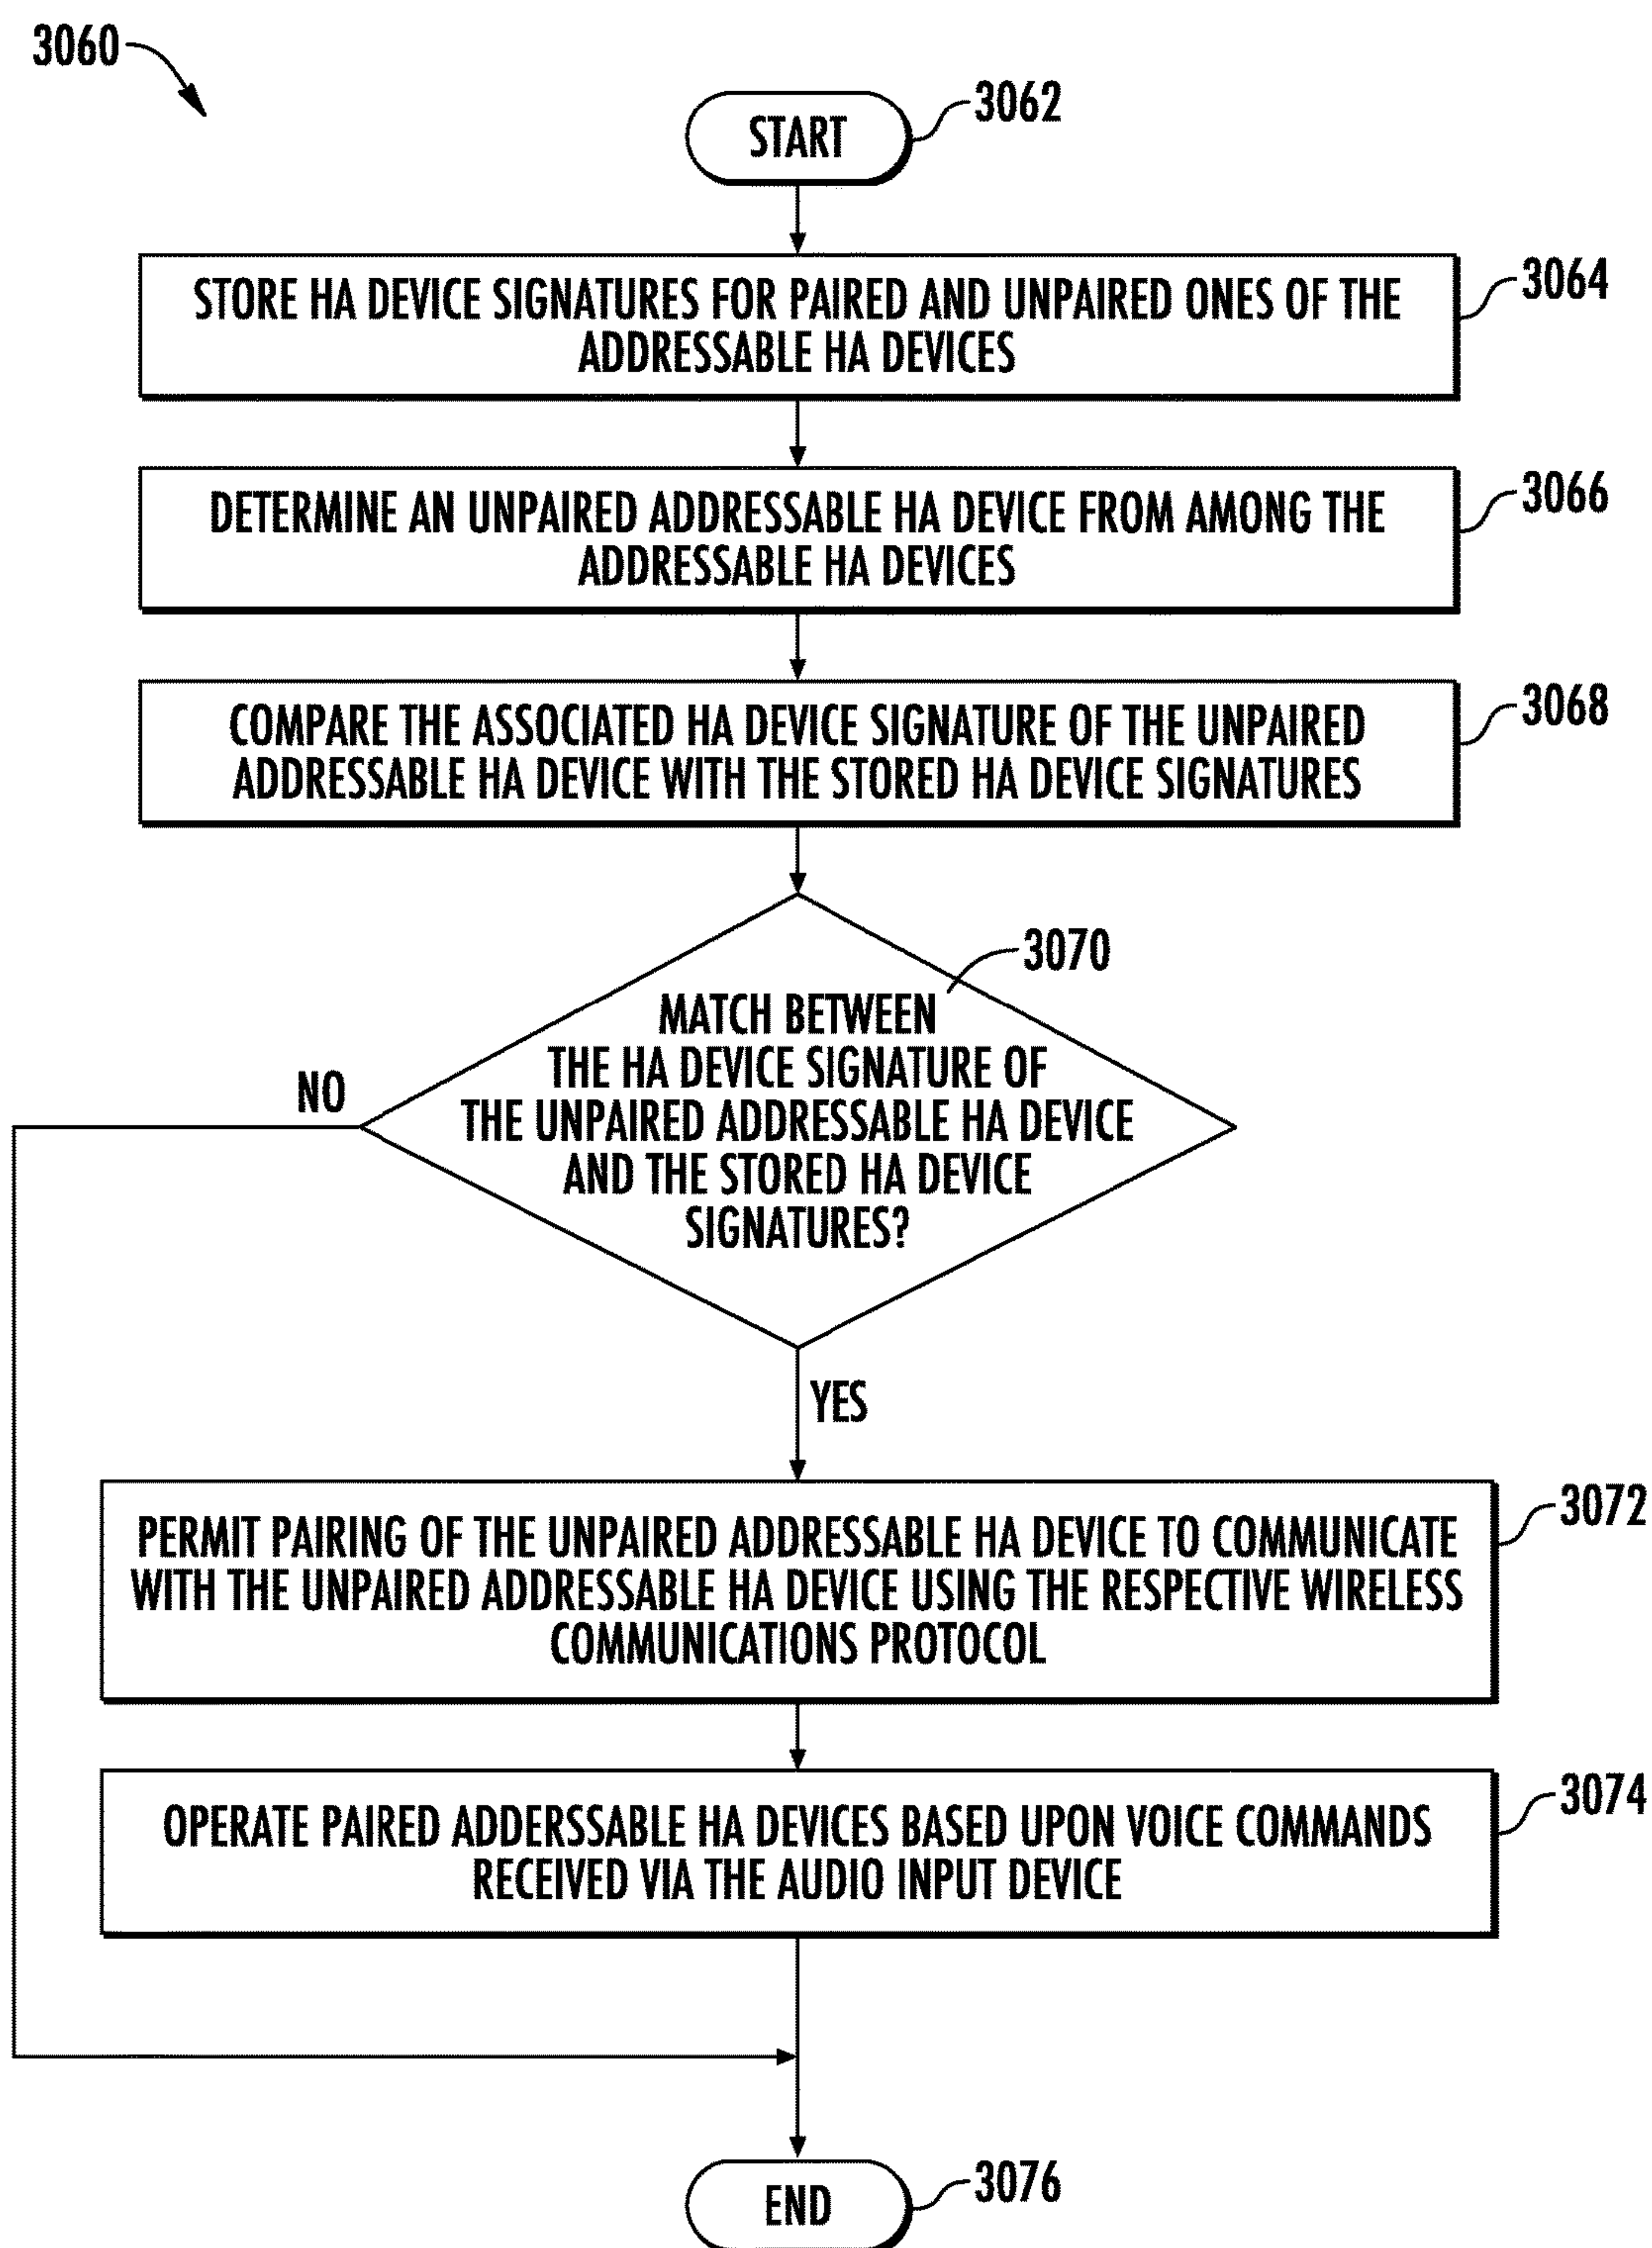 3060
START
3062
STORE HA DEVICE SIGNATURES FOR PAIRED AND UNPAIRED ONES OF THE
ADDRESSABLE HA DEVICES
3064
DETERMINE AN UNPAIRED ADDRESSABLE HA DEVICE FROM AMONG THE
ADDRESSABLE HA DEVICES
3066
COMPARE THE ASSOCIATED HA DEVICE SIGNATURE OF THE UNPAIRED
ADDRESSABLE HA DEVICE WITH THE STORED HA DEVICE SIGNATURES
3068
3070
MATCH BETWEEN
THE HA DEVICE SIGNATURE OF
THE UNPAIRED ADDRESSABLE HA DEVICE
AND THE STORED HA DEVICE
SIGNATURES?
NO
YES
PERMIT PAIRING OF THE UNPAIRED ADDRESSABLE HA DEVICE TO COMMUNICATE
WITH THE UNPAIRED ADDRESSABLE HA DEVICE USING THE RESPECTIVE WIRELESS
COMMUNICATIONS PROTOCOL
3072
OPERATE PAIRED ADDERSSABLE HA DEVICES BASED UPON VOICE COMMANDS
RECEIVED VIA THE AUDIO INPUT DEVICE
3074
END
3076